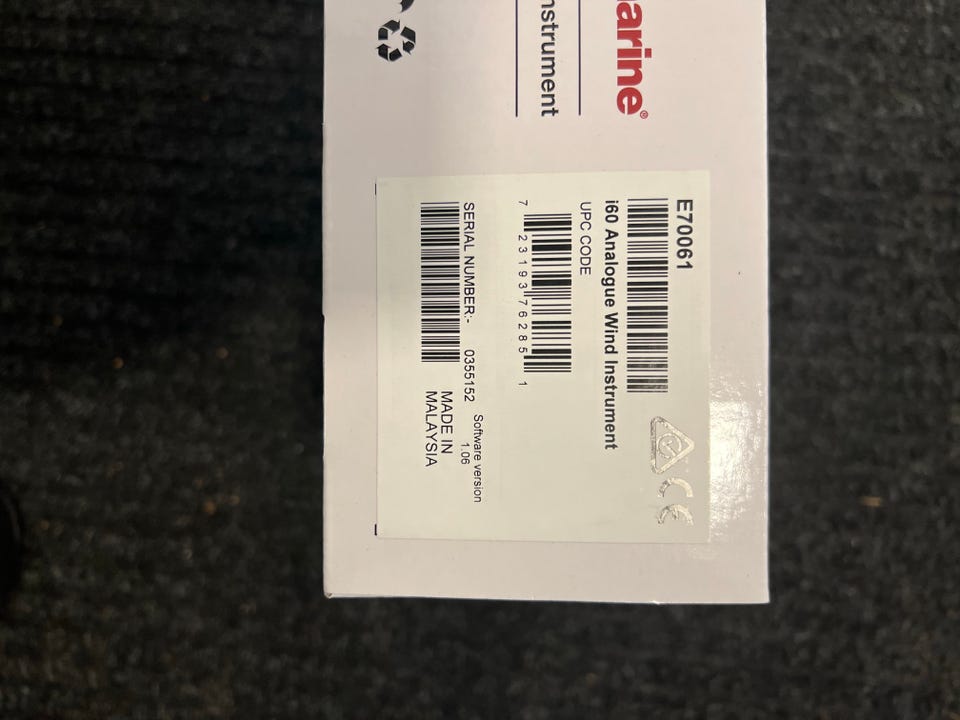 arine®
nstrument
E70061
i60 Analogue Wind Instrument
CE
UPC CODE
7 23193 76285 1
Software version
1.06
SERIAL NUMBER:- 0355152
MADE IN
MALAYSIA